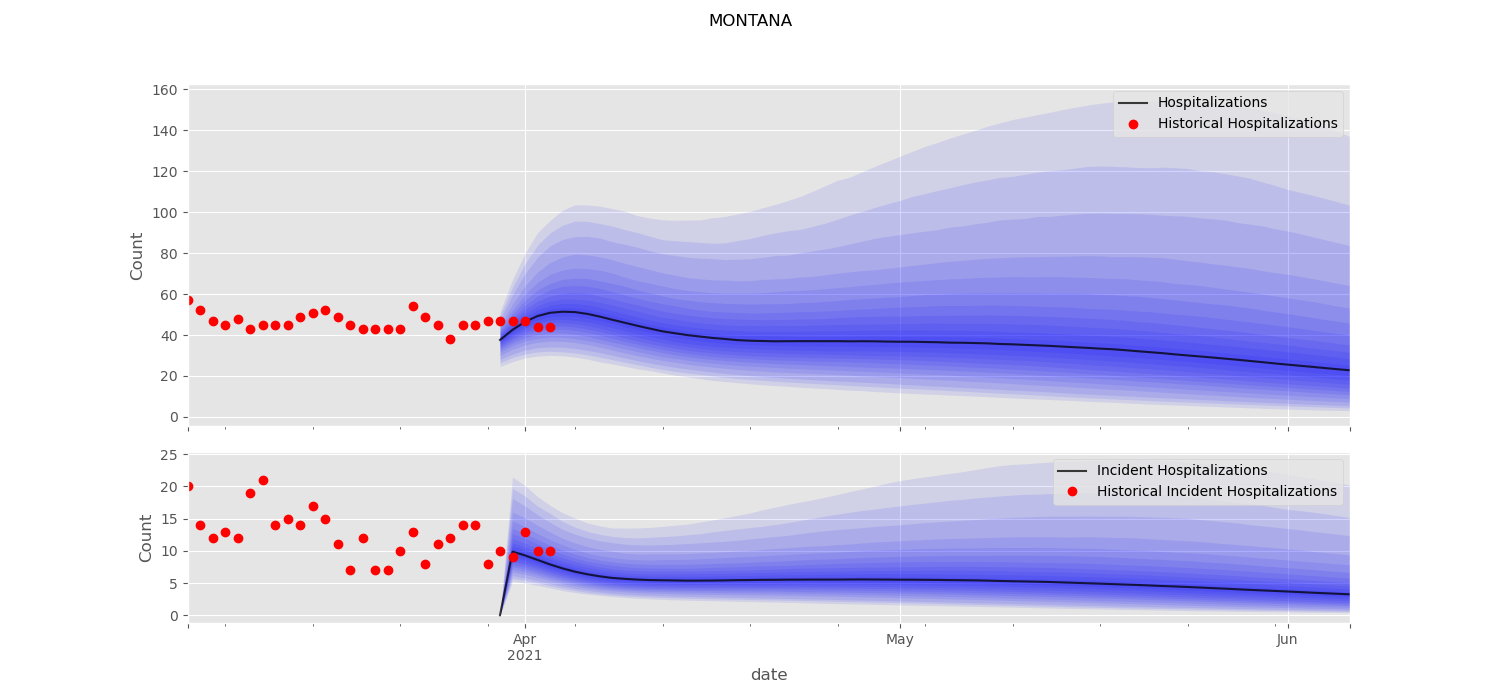 MONTANA
160
140
120
100
80
60
40
20
0
Count
Hospitalizations
Historical Hospitalizations
25
20
15
10
5
0
Count
Incident Hospitalizations
Historical Incident Hospitalizations
Apr
2021
May
Jun
date